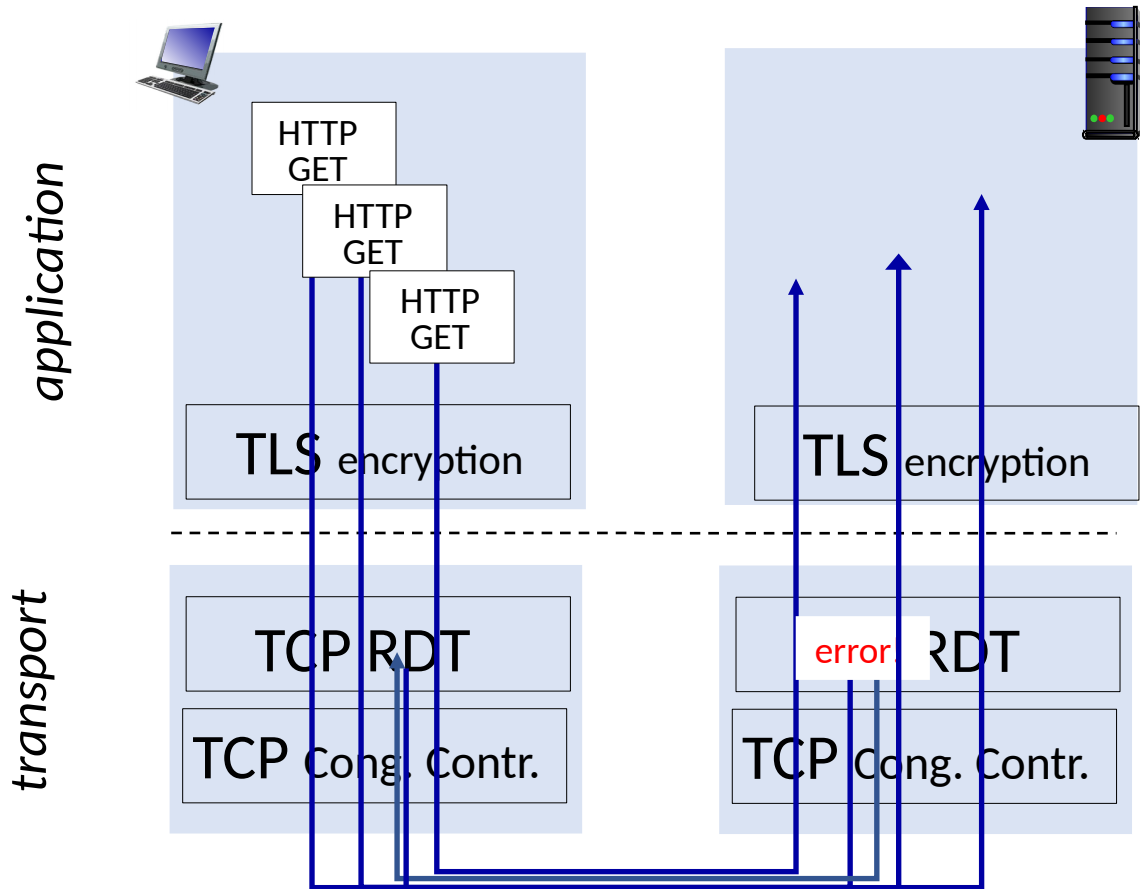 application
HTTP
GET
HTTP
GET
HTTP
GET
TLS encryption
TLS encryption
transport
TCP RDT
error!
RDT
TCP Cong. Contr.
TCP Cong. Contr.